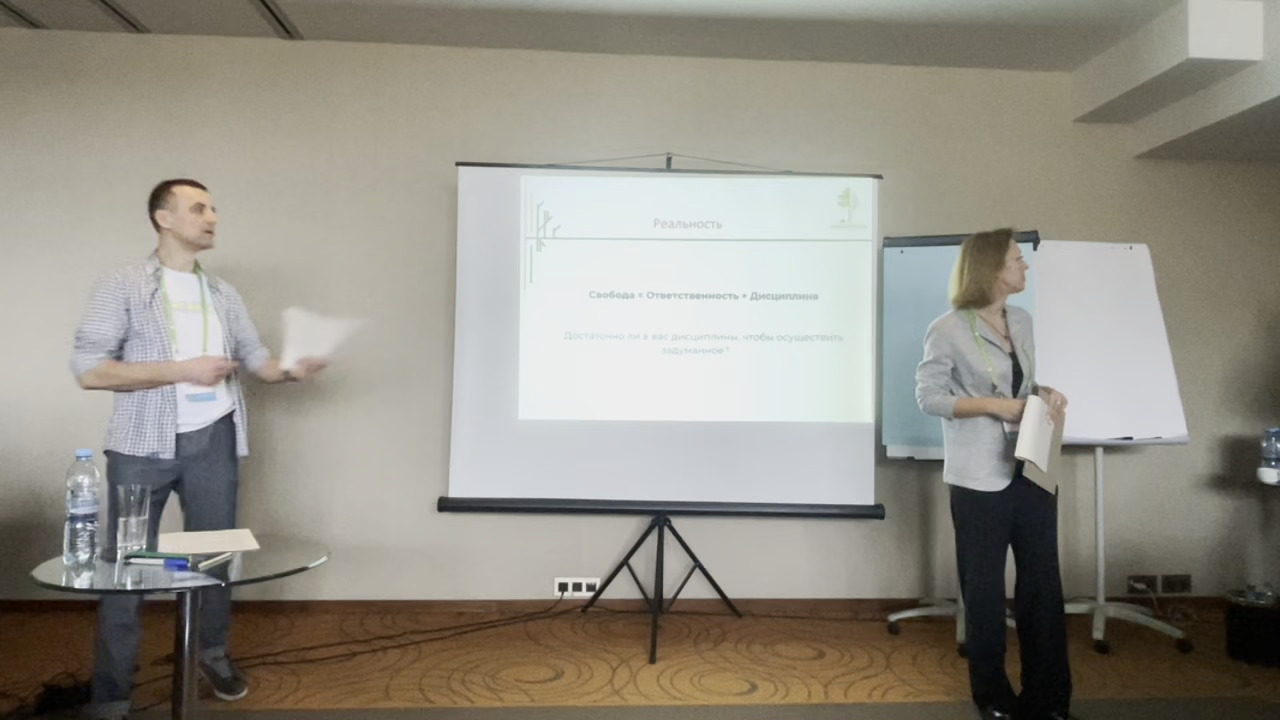 Реальность
Свобода = Ответственность + Дисциплина
Достаточно ли в вас дисциплины, чтобы осуществить
задуманное?